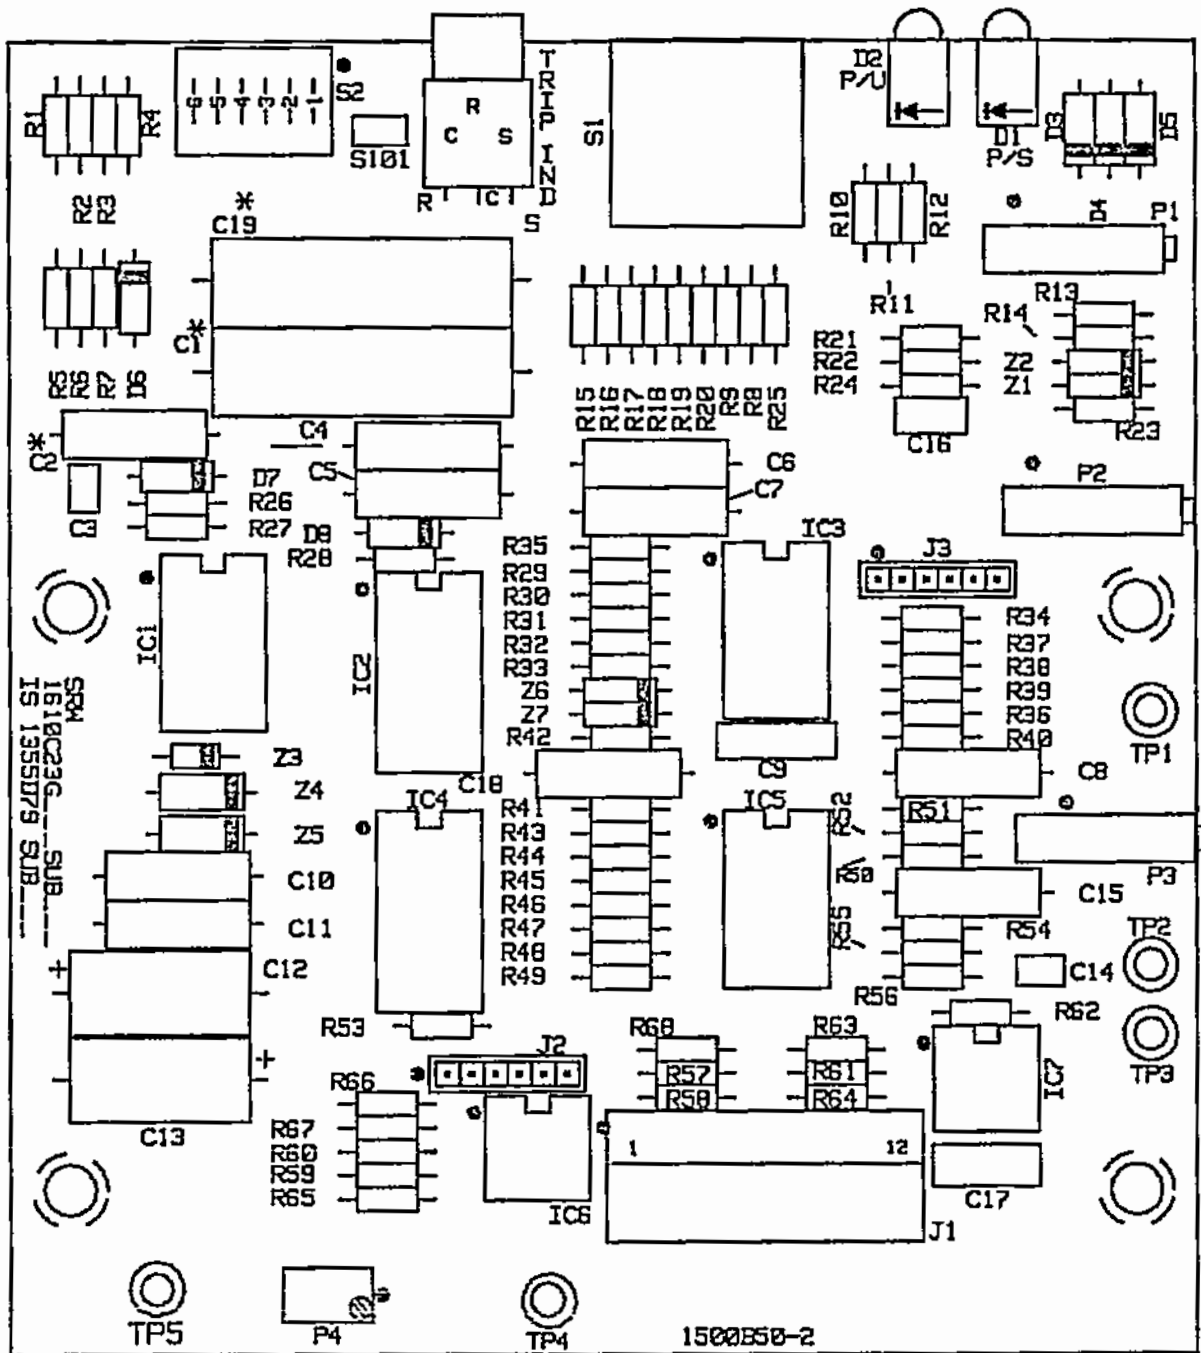 R1
R4
-6-
-5-
-4-
-3-
-2-
-1-
S2
S101
R
C S
TRIP IND
R C
S
S1
D2
P/U
D1
P/S
D3
D5
R2
R3
*
C19
R10
R12
D4
P1
*
C1
R11
R13
R14
R21
R22
R24
Z2
Z1
R5
R6
R7
D6
R15
R16
R17
R18
R19
R20
R9
R8
R25
C16
R23
*
C2
C4
C5
C6
C7
P2
C3
D7
R26
R27
D8
R28
R35
IC3
J3
R29
R30
R31
R32
R33
Z6
Z7
R42
R34
R37
R38
R39
R36
R40
IC1
IC2
TP1
SRW
1610C23G___SUB___
IS 1355D79 SUB____
Z3
Z4
Z5
C18
IC4
C9
IC5
C8
R41
R43
R44
R45
R46
R47
R48
R49
R52
R51
R50
R55
P3
C10
C11
C15
R54
TP2
+
C12
C14
R56
R53
R62
R68
R63
J2
R57
R61
R58
R64
IC7
TP3
+
R66
C13
R67
R60
R59
R65
IC6
1
12
C17
J1
TP5
P4
TP4
1500B50-2